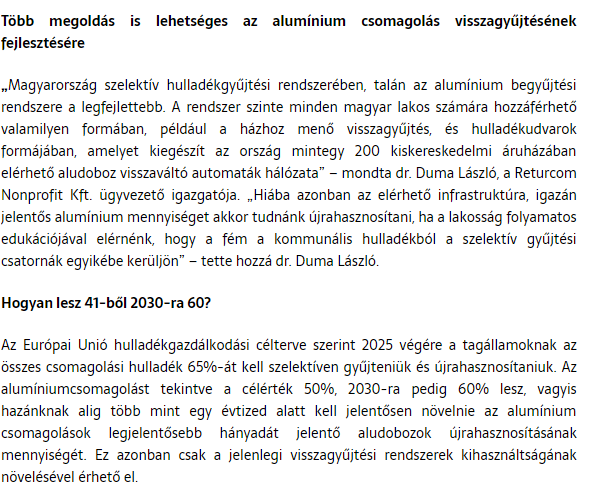 Több megoldás is lehetséges az alumínium csomagolás visszagyűjtésének
fejlesztésére
„Magyarország szelektív hulladékgyűjtési rendszerében, talán az alumínium begyűjtési
rendszere a legfejlettebb. A rendszer szinte minden magyar lakos számára hozzáférhető
valamilyen formában, például a házhoz menő visszagyűjtés, és hulladékudvarok
formájában, amelyet kiegészít az ország mintegy 200 kiskereskedelmi áruházában
elérhető aludoboz visszaváltó automaták hálózata” – mondta dr. Duma László, a Returcom
Nonprofit Kft. ügyvezető igazgatója. „Hiába azonban az elérhető infrastruktúra, igazán
jelentős alumínium mennyiséget akkor tudnánk újrahasznosítani, ha a lakosság folyamatos
edukációjával elérnénk, hogy a fém a kommunális hulladékból a szelektív gyűjtési
csatornák egyikébe kerüljön” – tette hozzá dr. Duma László.
Hogyan lesz 41-ből 2030-ra 60?
Az Európai Unió hulladékgazdálkodási célterve szerint 2025 végére a tagállamoknak az
összes csomagolási hulladék 65%-át kell szelektíven gyűjteniük és újrahasznosítaniuk. Az
alumíniumcsomagolást tekintve a célérték 50%, 2030-ra pedig 60% lesz, vagyis
hazánknak alig több mint egy évtized alatt kell jelentősen növelnie az alumínium
csomagolások legjelentősebb hányadát jelentő aludobozok újrahasznosításának
mennyiségét. Ez azonban csak a jelenlegi visszagyűjtési rendszerek kihasználtságának
növelésével érhető el.